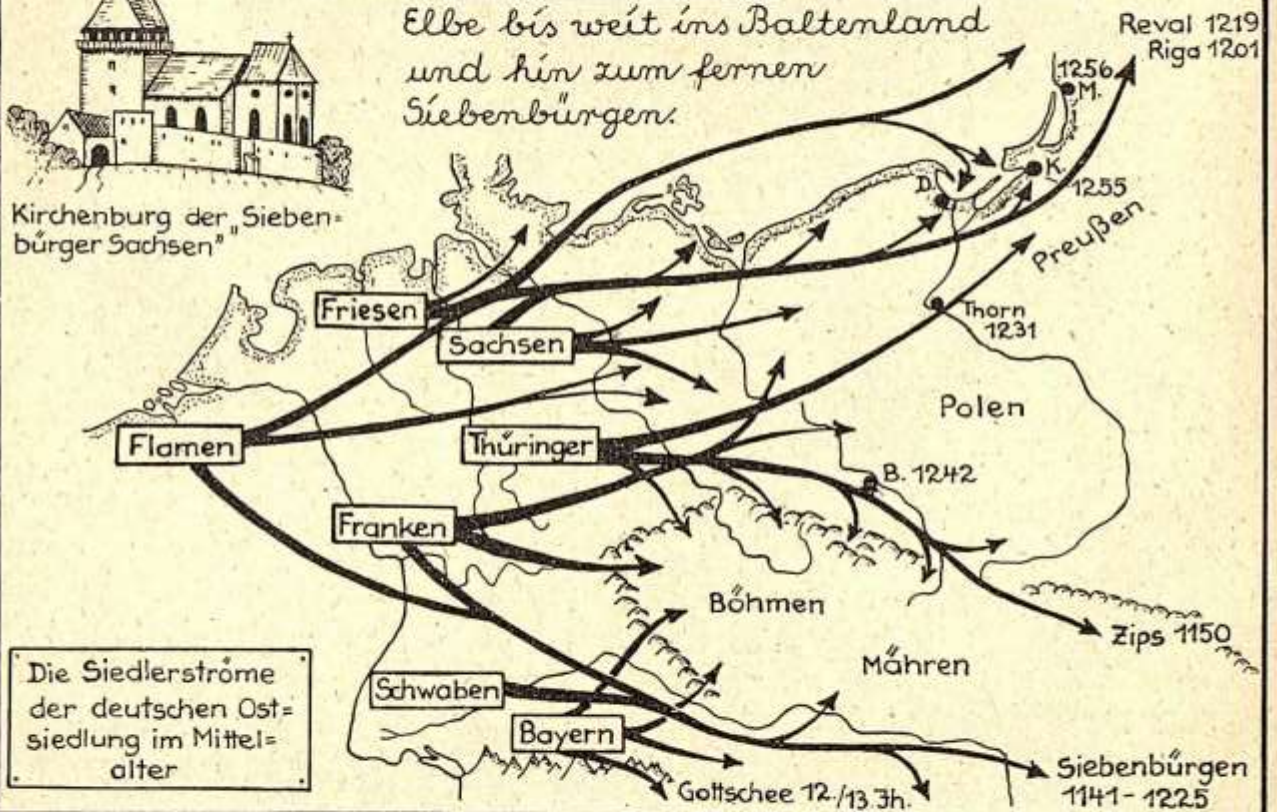 Elbe bis weit ins Baltenland
und hin zum fernen
Siebenbürgen.
Reval 1219
Riga 1201
1256
M.
K.
1255
D.
Preußen
Kirchenburg der „Sieben=
bürger Sachsen"
Friesen
Sachsen
Thorn
1231
Polen
Flamen
Thüringer
B. 1242
Franken
Böhmen
Zips 1150
Mähren
Schwaben
Bayern
Die Siedlerströme
der deutschen Ost=
siedlung im Mittel=
alter
Siebenbürgen
1141-1225
Gottschee 12./13.Jh.